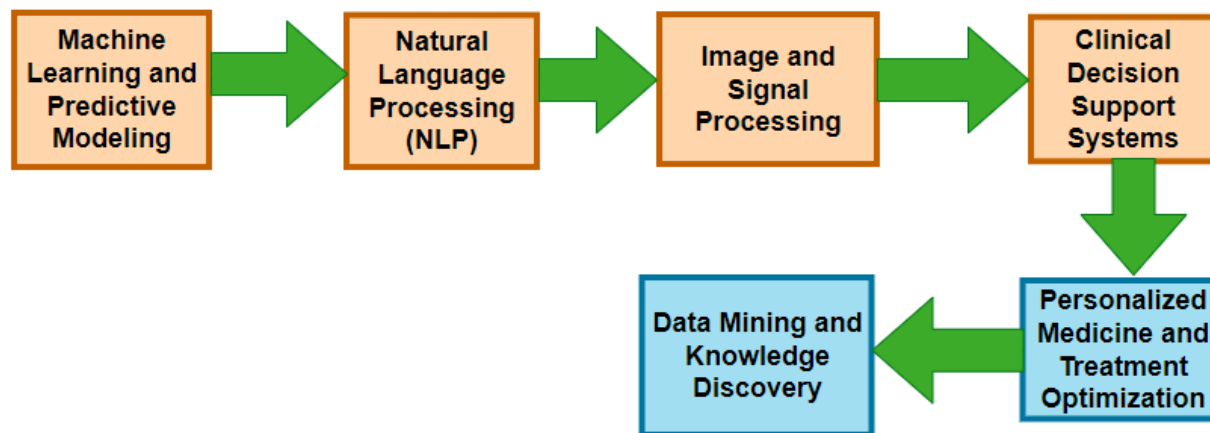 Machine
Learning and
Predictive
Modeling
Natural
Language
Processing
(NLP)
Image and
Signal
Processing
Clinical
Decision
Support
Systems
Personalized
Medicine and
Treatment
Optimization
Data Mining and
Knowledge
Discovery